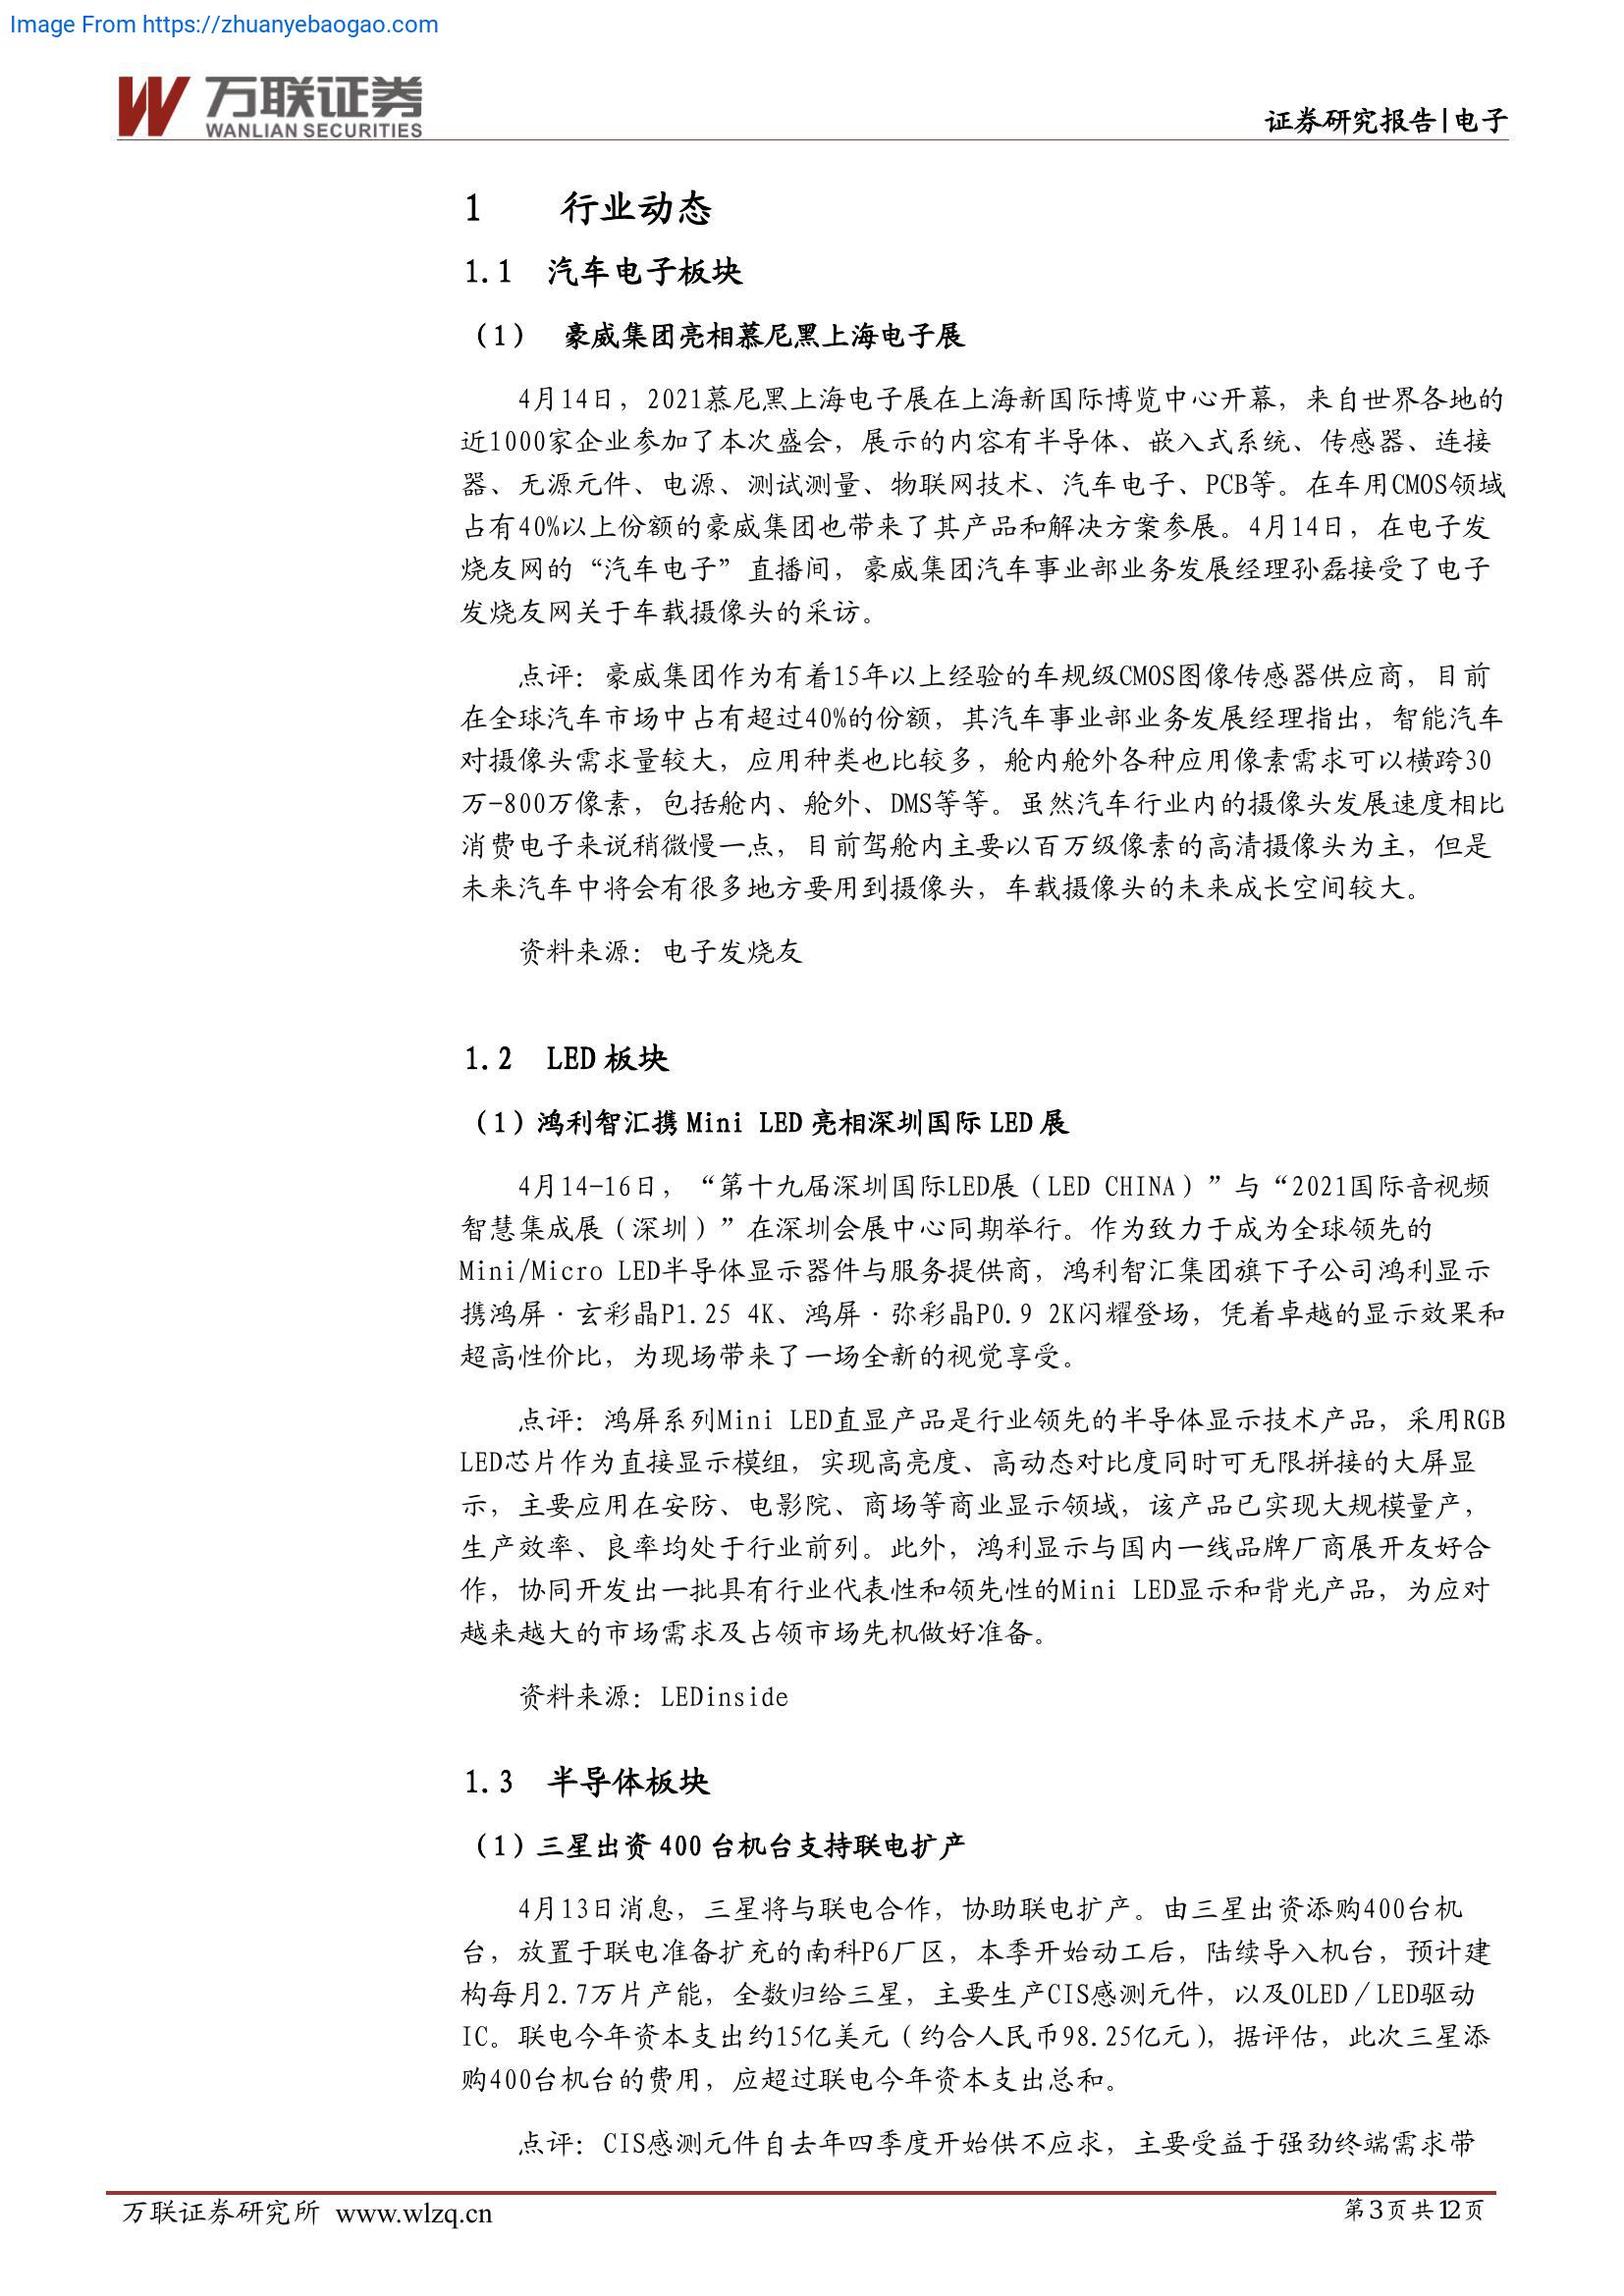 Image From https://zhuanyebaogao.com
万联证券
WANLIAN SECURITIES
证券研究报告|电子
1 行业动态
1.1 汽车电子板块
（1） 豪威集团亮相慕尼黑上海电子展
4月14日，2021慕尼黑上海电子展在上海新国际博览中心开幕，来自世界各地的
近1000家企业参加了本次盛会，展示的内容有半导体、嵌入式系统、传感器、连接
器、无源元件、电源、测试测量、物联网技术、汽车电子、PCB等。在车用CMOS领域
占有40%以上份额的豪威集团也带来了其产品和解决方案参展。4月14日，在电子发
烧友网的“汽车电子”直播间，豪威集团汽车事业部业务发展经理孙磊接受了电子
发烧友网关于车载摄像头的采访。
点评：豪威集团作为有着15年以上经验的车规级CMOS图像传感器供应商，目前
在全球汽车市场中占有超过40%的份额，其汽车事业部业务发展经理指出，智能汽车
对摄像头需求量较大，应用种类也比较多，舱内舱外各种应用像素需求可以横跨30
万-800万像素，包括舱内、舱外、DMS等等。虽然汽车行业内的摄像头发展速度相比
消费电子来说稍微慢一点，目前驾舱内主要以百万级像素的高清摄像头为主，但是
未来汽车中将会有很多地方要用到摄像头，车载摄像头的未来成长空间较大。
资料来源：电子发烧友
1.2 LED 板块
（1）鸿利智汇携 Mini LED 亮相深圳国际 LED 展
4月14-16日，“第十九届深圳国际LED展（LED CHINA）”与“2021国际音视频
智慧集成展（深圳）”在深圳会展中心同期举行。作为致力于成为全球领先的
Mini/Micro LED半导体显示器件与服务提供商，鸿利智汇集团旗下子公司鸿利显示
携鸿屏·玄彩晶P1.25 4K、鸿屏·弥彩晶P0.9 2K闪耀登场，凭着卓越的显示效果和
超高性价比，为现场带来了一场全新的视觉享受。
点评：鸿屏系列Mini LED直显产品是行业领先的半导体显示技术产品，采用RGB
LED芯片作为直接显示模组，实现高亮度、高动态对比度同时可无限拼接的大屏显
示，主要应用在安防、电影院、商场等商业显示领域，该产品已实现大规模量产，
生产效率、良率均处于行业前列。此外，鸿利显示与国内一线品牌厂商展开友好合
作，协同开发出一批具有行业代表性和领先性的Mini LED显示和背光产品，为应对
越来越大的市场需求及占领市场先机做好准备。
资料来源：LEDinside
1.3 半导体板块
（1）三星出资 400 台机台支持联电扩产
4月13日消息，三星将与联电合作，协助联电扩产。由三星出资添购400台机
台，放置于联电准备扩充的南科P6厂区，本季开始动工后，陆续导入机台，预计建
构每月2.7万片产能，全数归给三星，主要生产CIS感测元件，以及OLED／LED驱动
IC。联电今年资本支出约15亿美元（约合人民币98.25亿元），据评估，此次三星添
购400台机台的费用，应超过联电今年资本支出总和。
点评：CIS感测元件自去年四季度开始供不应求，主要受益于强劲终端需求带
万联证券研究所 www.wlzq.cn
第3页共12页